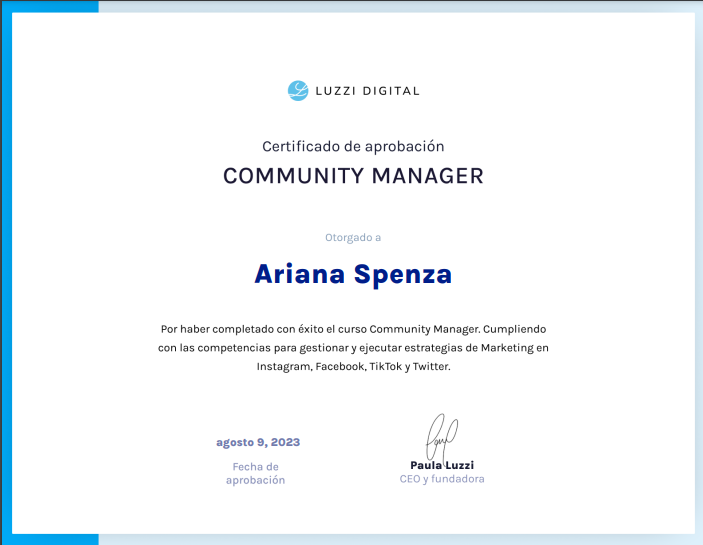 LUZZI DIGITAL
Certificado de aprobación
COMMUNITY MANAGER
Otorgado a
Ariana Spenza
Por haber completado con éxito el curso Community Manager. Cumpliendo
con las competencias para gestionar y ejecutar estrategias de Marketing en
Instagram, Facebook, TikTok y Twitter.
agosto 9, 2023
Fecha de
aprobación
Paula Luzzi
CEO y fundadora